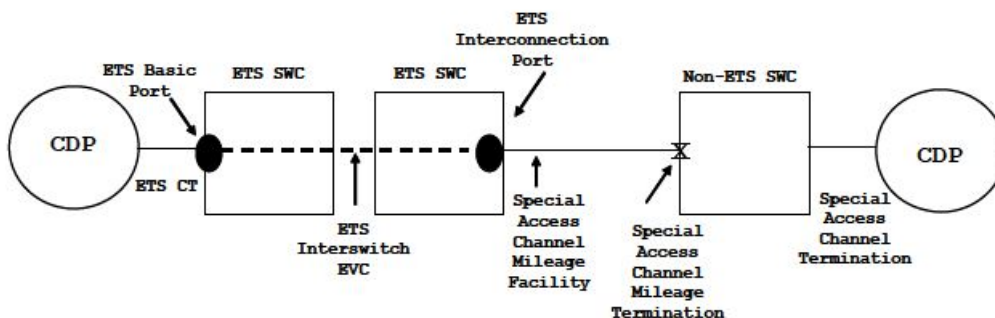 ETS
Interconnection
Port
ETS Basic
Port
ETS SWC
ETS SWC
Non-ETS SWC
CDP
CDP
ETS CT
ETS
Interswitch
EVC
Special
Access
Channel
Mileage
Facility
Special
Access
Channel
Mileage
Termination
Special
Access
Channel
Termination